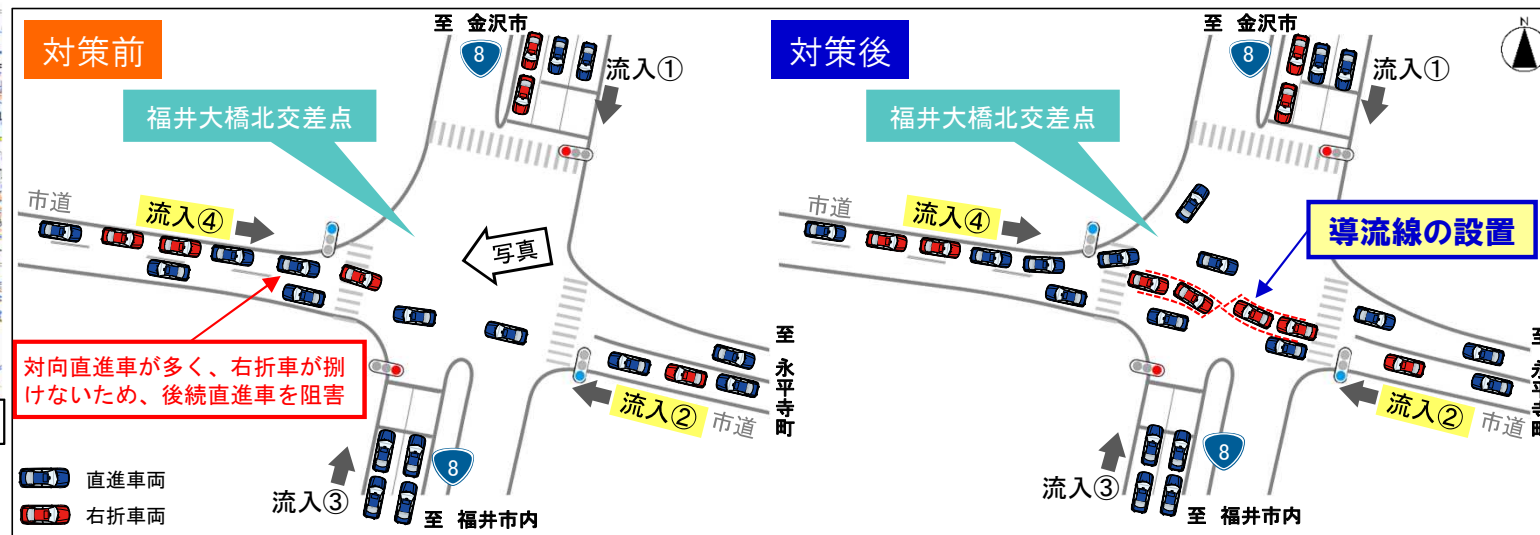 対策前
至 金沢市
8
流入①
福井大橋北交差点
市道
流入④
写真
対向直進車が多く、右折車が捌
けないため、後続直進車を阻害
流入②
市道
至 永平寺町
流入③
8
至 福井市内
直進車両
右折車両
対策後
至 金沢市
8
流入①
N
福井大橋北交差点
市道
流入④
導流線の設置
流入②
市道
至 永平寺町
流入③
8
至 福井市内